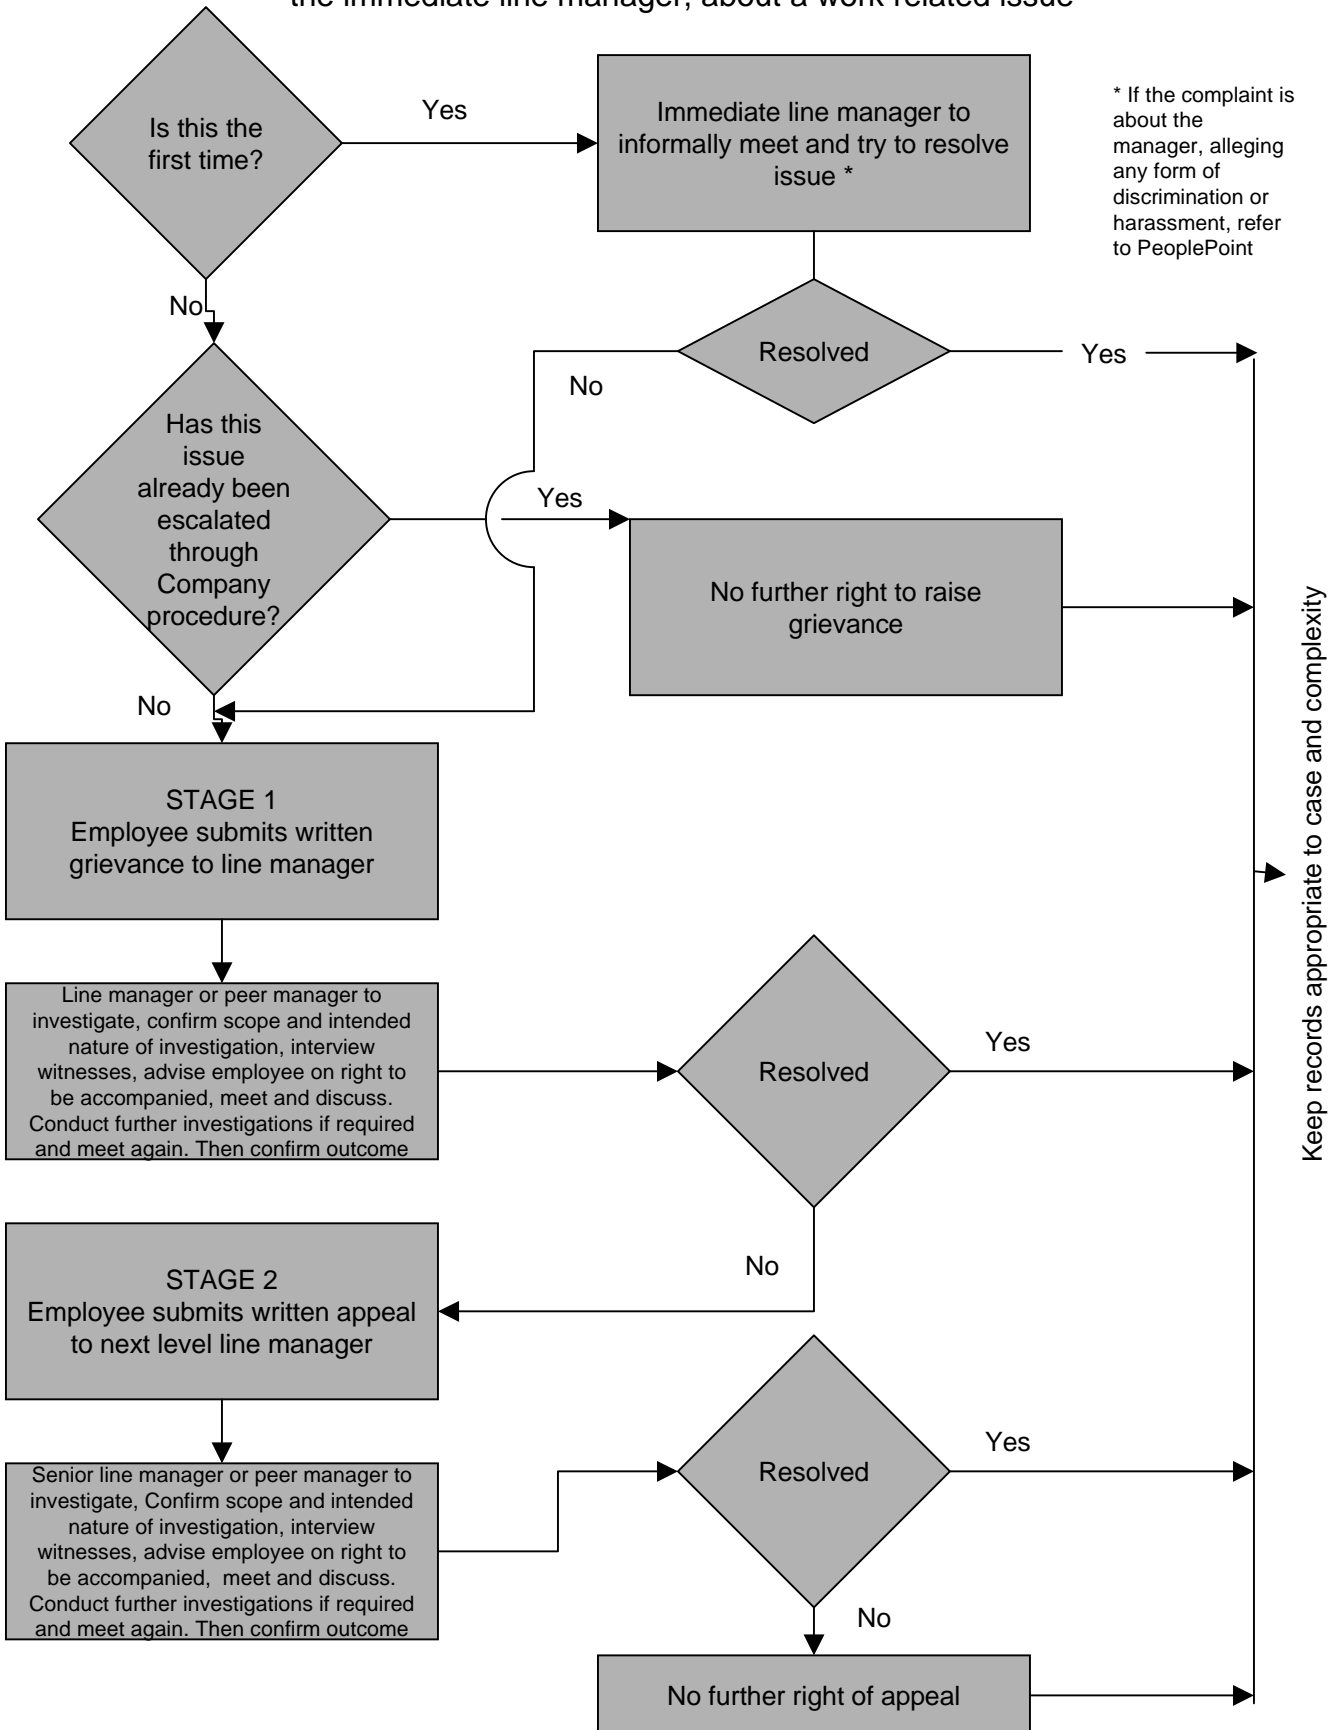 the immediate line manager, about a work related issue
Is this the
first time?
Yes
Immediate line manager to
informally meet and try to resolve
issue *
* If the complaint is
about the
manager, alleging
any form of
discrimination or
harassment, refer
to PeoplePoint
No
Resolved
Yes
No
Has this
issue
already been
escalated
through
Company
procedure?
Yes
No further right to raise
grievance
No
STAGE 1
Employee submits written
grievance to line manager
Keep records appropriate to case and complexity
Line manager or peer manager to
investigate, confirm scope and intended
nature of investigation, interview
witnesses, advise employee on right to
be accompanied, meet and discuss.
Conduct further investigations if required
and meet again. Then confirm outcome
Resolved
Yes
No
STAGE 2
Employee submits written appeal
to next level line manager
Senior line manager or peer manager to
investigate, Confirm scope and intended
nature of investigation, interview
witnesses, advise employee on right to
be accompanied,  meet and discuss.
Conduct further investigations if required
and meet again. Then confirm outcome
Resolved
Yes
No
No further right of appeal